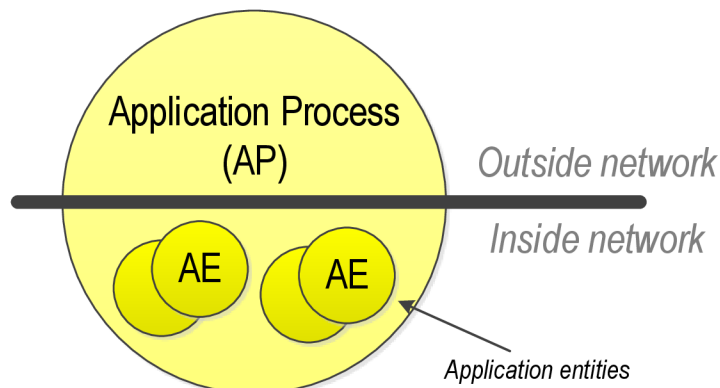 Application Process
(AP)
Outside network
Inside network
AE
AE
Application entities